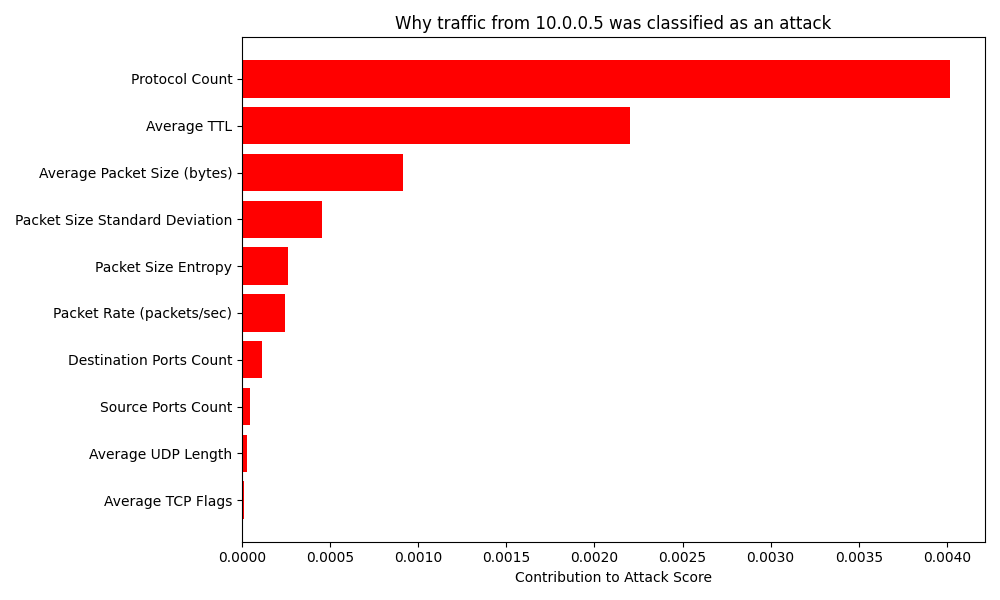 Why traffic from 10.0.0.5 was classified as an attack
Protocol Count
Average TTL
Average Packet Size (bytes)
Packet Size Standard Deviation
Packet Size Entropy
Packet Rate (packets/sec)
Destination Ports Count
Source Ports Count
Average UDP Length
Average TCP Flags
0.0000 0.0005 0.0010 0.0015 0.0020 0.0025 0.0030 0.0035 0.0040
Contribution to Attack Score